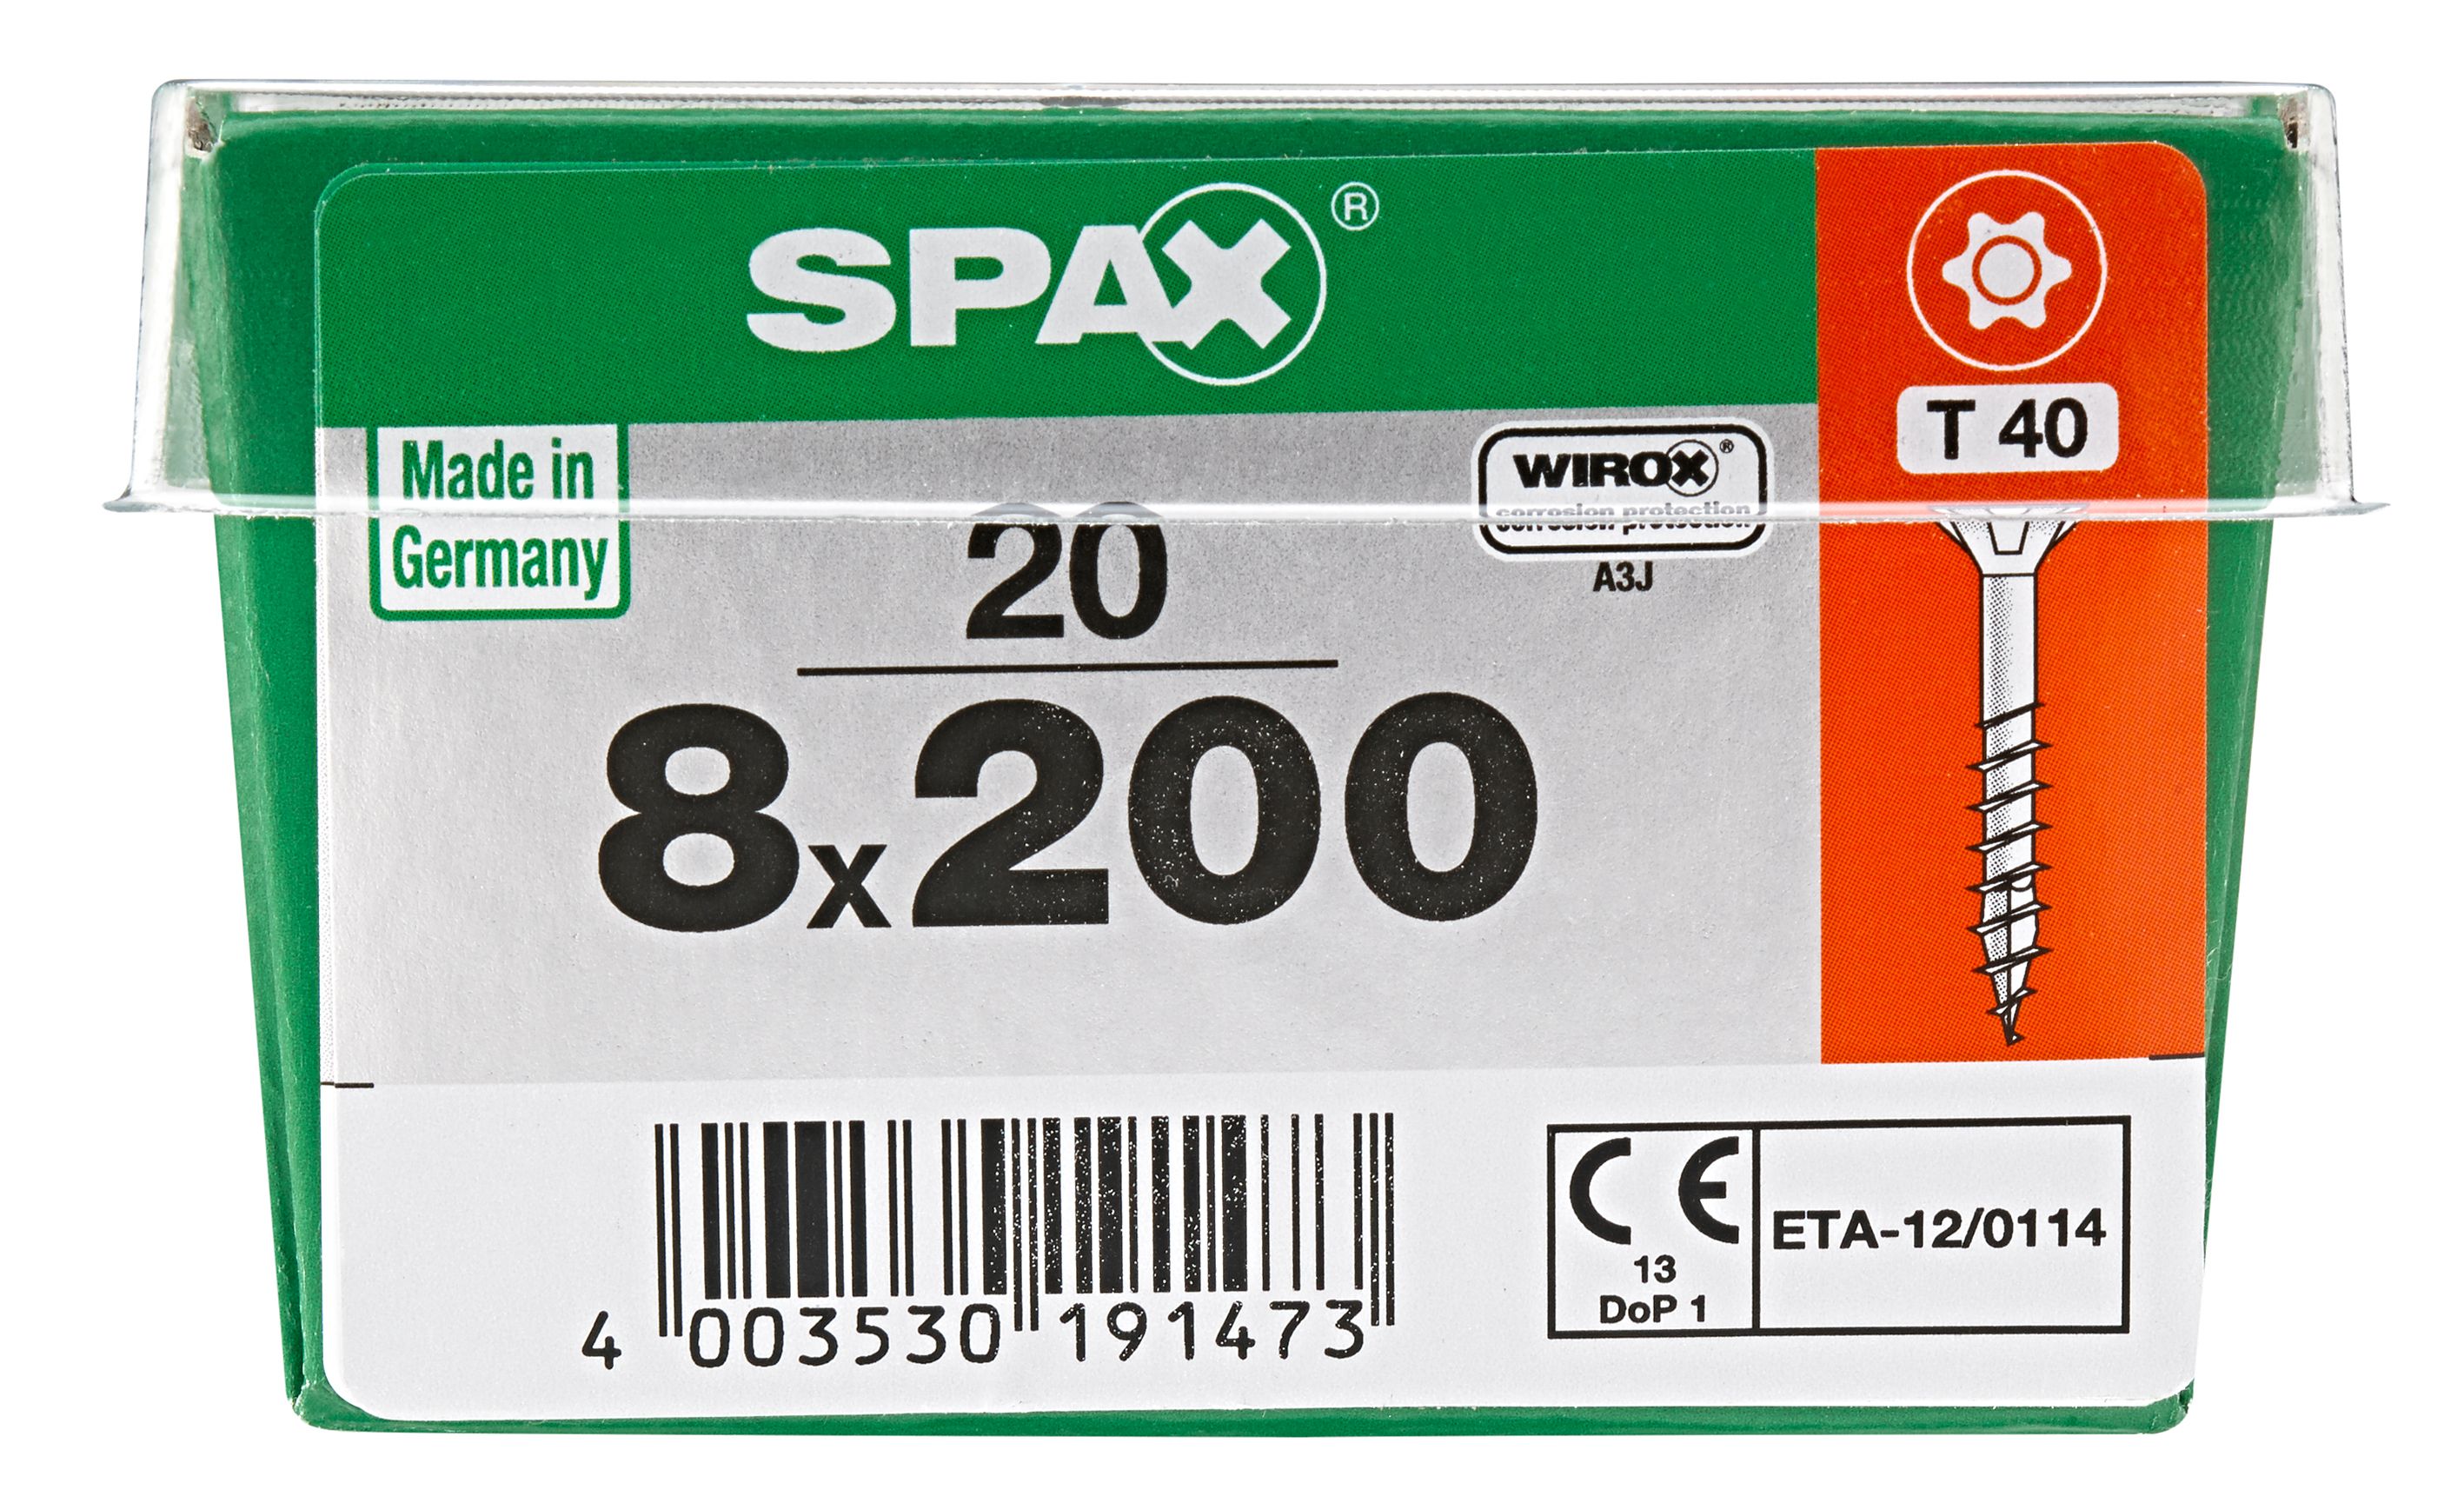 SPAX®
T 40
Made in
Germany
WIROX®
corrosion protection
A3J
20
8x200
4 003530 191473
CE
13
DoP 1
ETA-12/0114